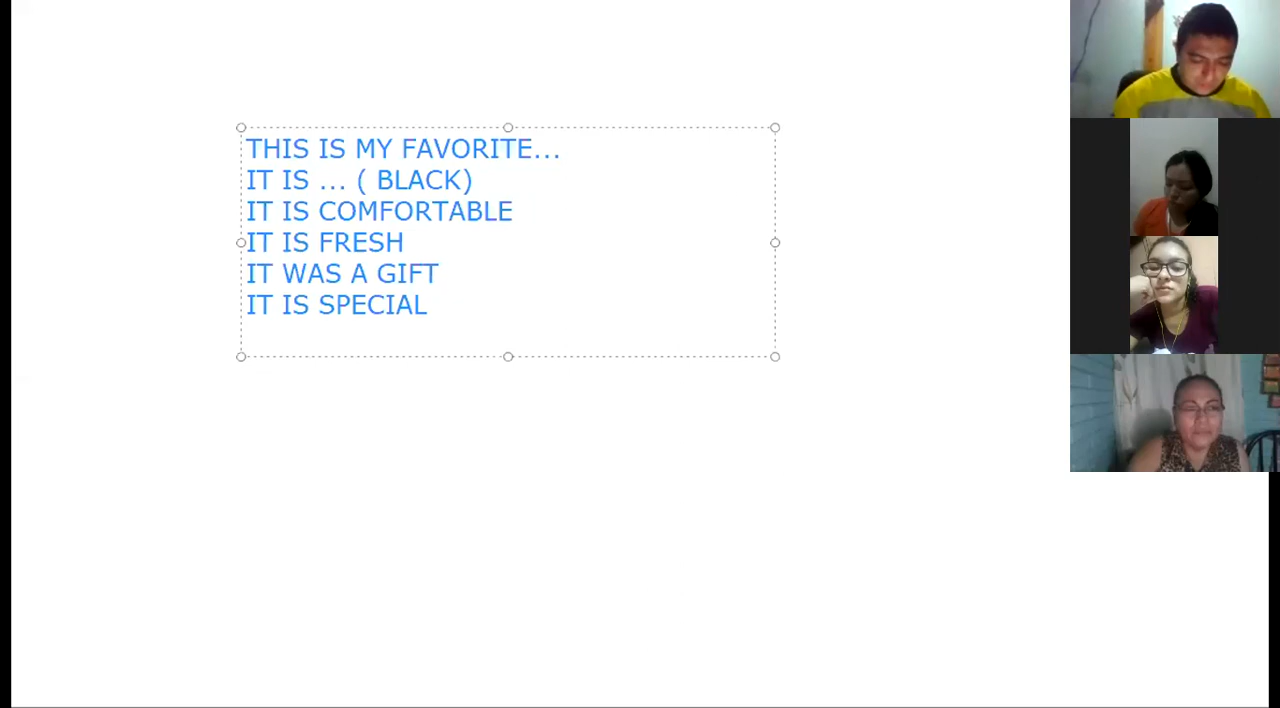 THIS IS MY FAVORITE...
IT IS ... ( BLACK)
IT IS COMFORTABLE
IT IS FRESH
IT WAS A GIFT
IT IS SPECIAL